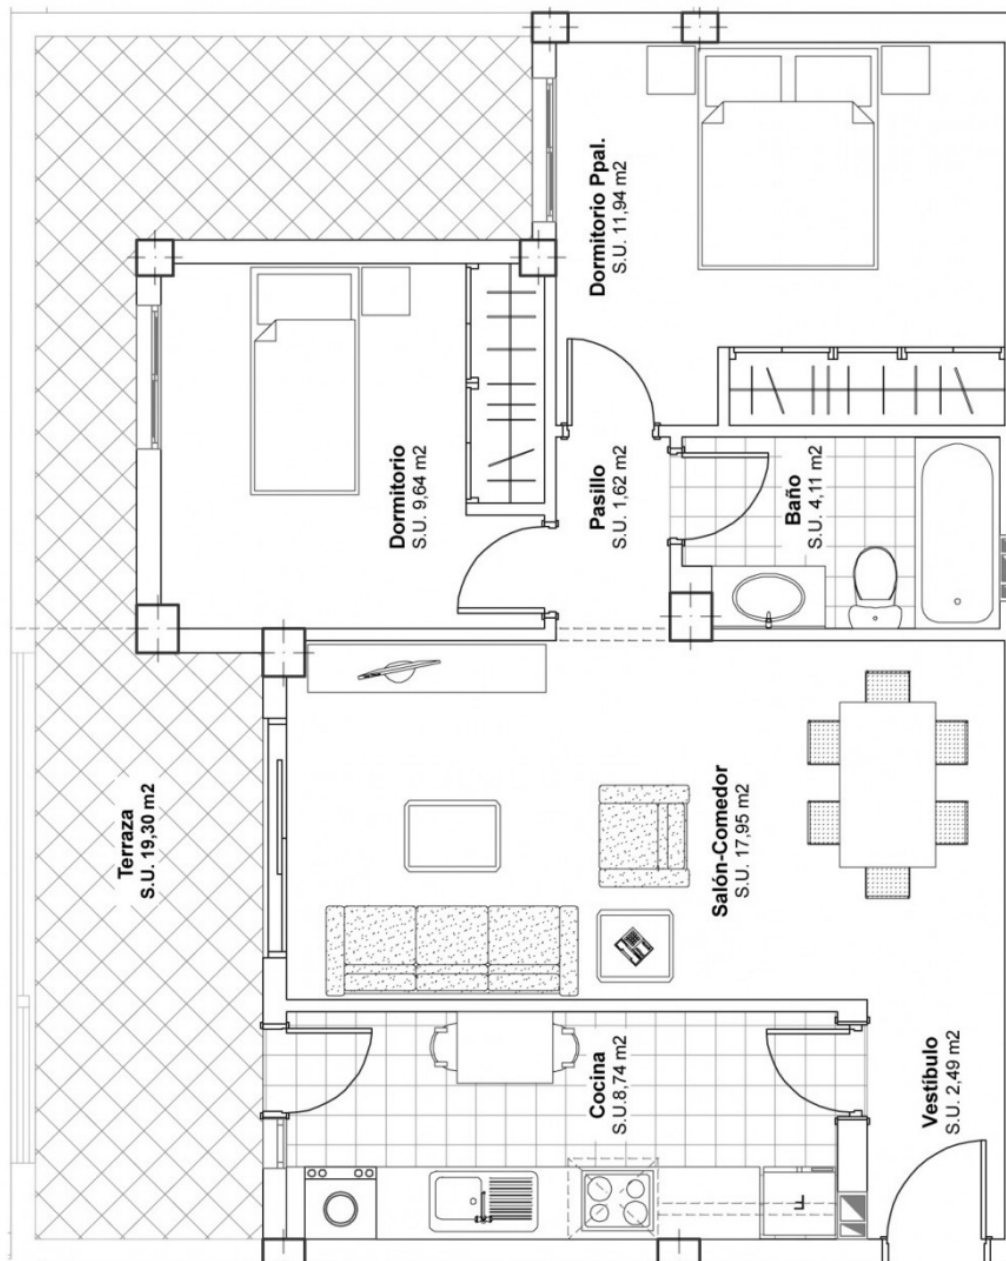 Dormitorio Ppal.
S.U. 11,94 m2
Dormitorio
S.U. 9,64 m2
Pasillo
S.U. 1,62 m2
Baño
S.U. 4,11 m2
Terraza
S.U. 19,30 m2
Salón-Comedor
S.U. 17,95 m2
Cocina
S.U.8,74 m2
Vestíbulo
S.U. 2,49 m2
F